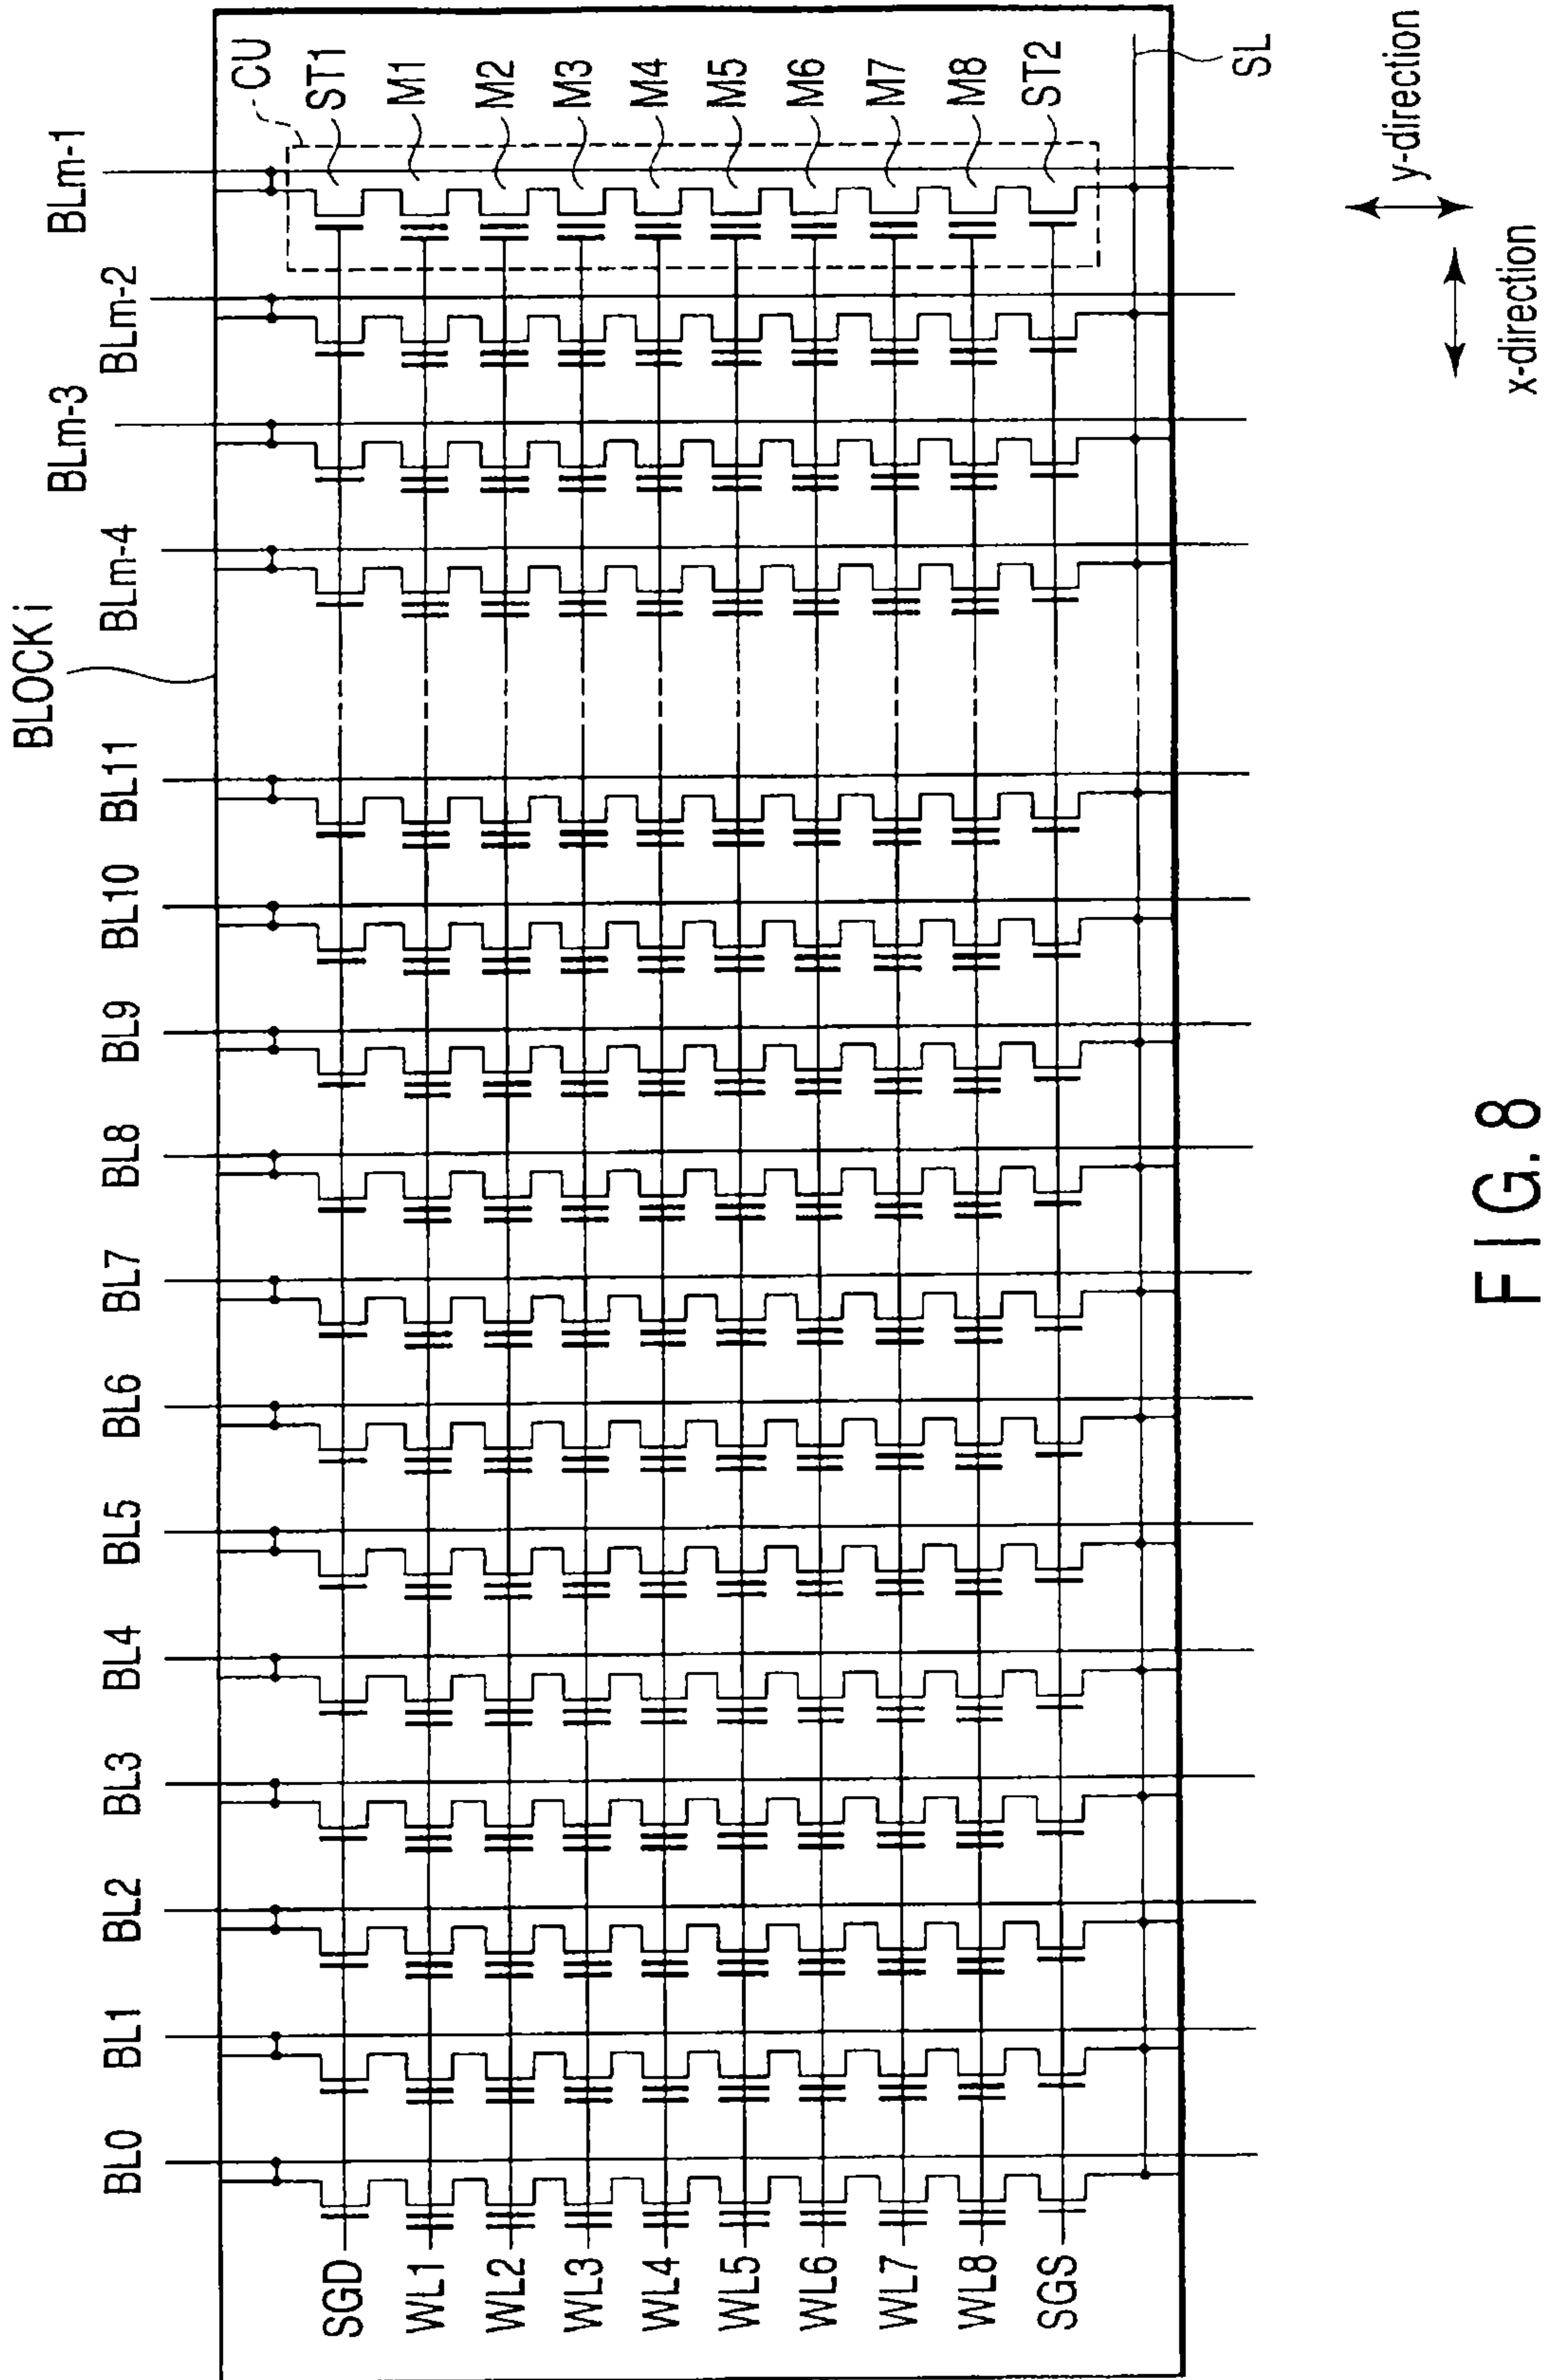 BLOCK i
BL0
BL1
BL2
BL3
BL4
BL5
BL6
BL7
BL8
BL9
BL10
BL11
BLm-4
BLm-3
BLm-2
BLm-1
CU
SGD
WL1
WL2
WL3
WL4
WL5
WL6
WL7
WL8
SGS
ST1
M1
M2
M3
M4
M5
M6
M7
M8
ST2
SL
y-direction
x-direction
FIG. 8